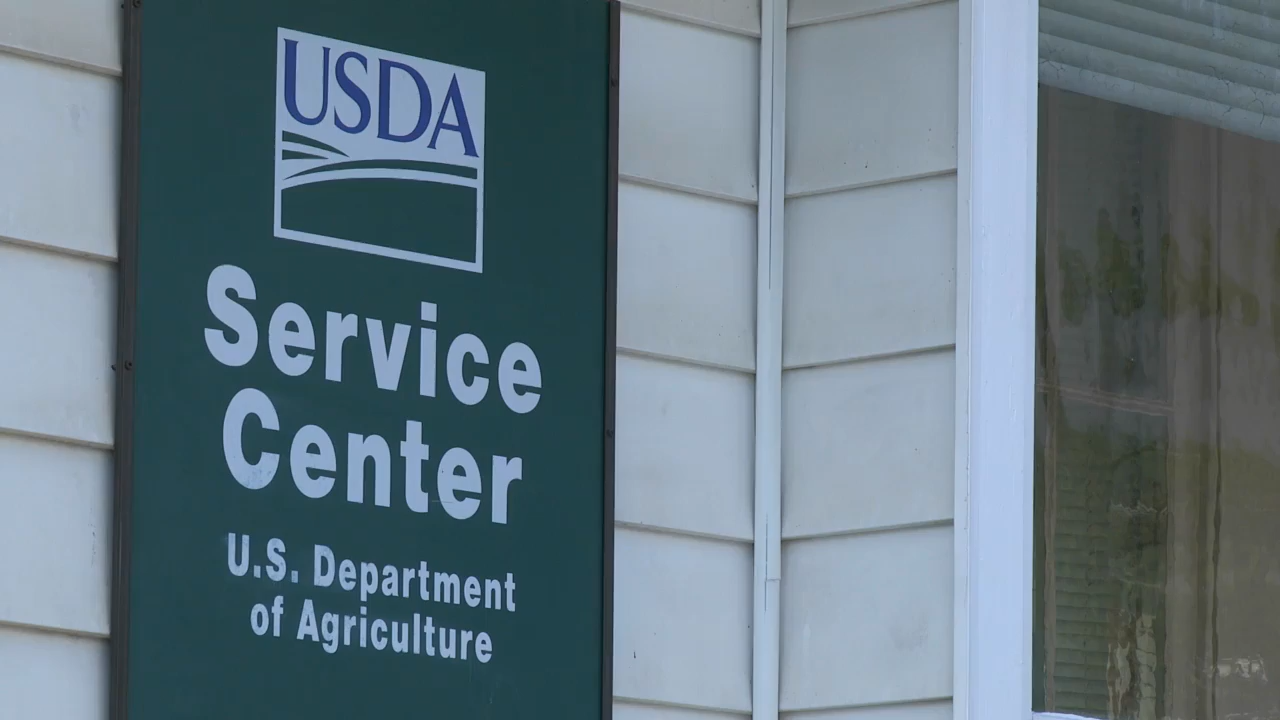 USDA
Service
Center
U.S. Department
of Agriculture